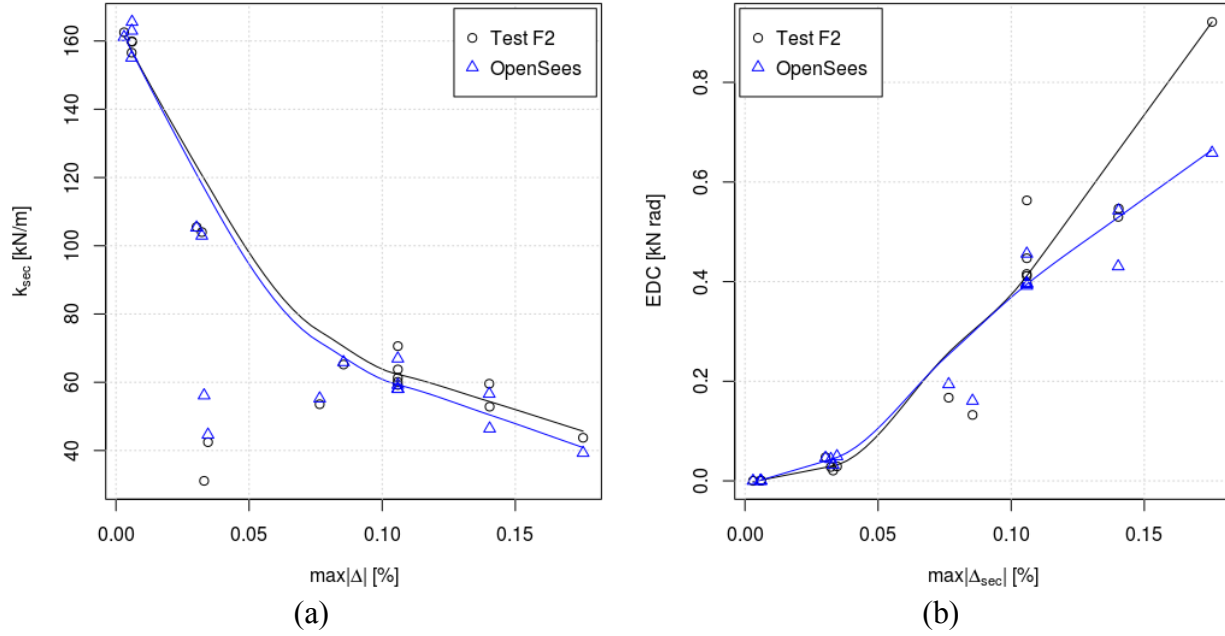 Test F2
OpenSees
160
140
120
100
80
60
40
k_sec [kN/m]
0.00 0.05 0.10 0.15
max|Δ| [%]
(a)
Test F2
OpenSees
0.8
0.6
0.4
0.2
0.0
EDC [kN rad]
0.00 0.05 0.10 0.15
max|Δ_sec| [%]
(b)